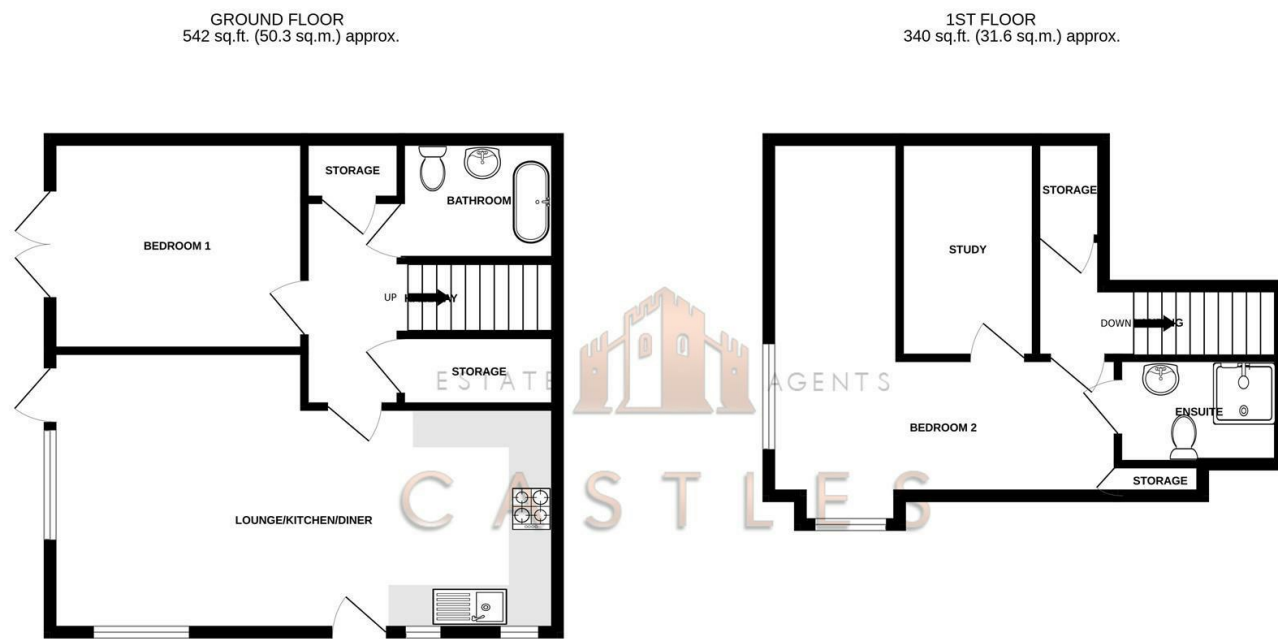 GROUND FLOOR
542 sq.ft. (50.3 sq.m.) approx.
1ST FLOOR
340 sq.ft. (31.6 sq.m.) approx.
STORAGE
BATHROOM
BEDROOM 1
UP
STORAGE
LOUNGE/KITCHEN/DINER
STORAGE
STUDY
DOWN
ENSUITE
BEDROOM 2
STORAGE
ESTATE AGENTS
CASTLES